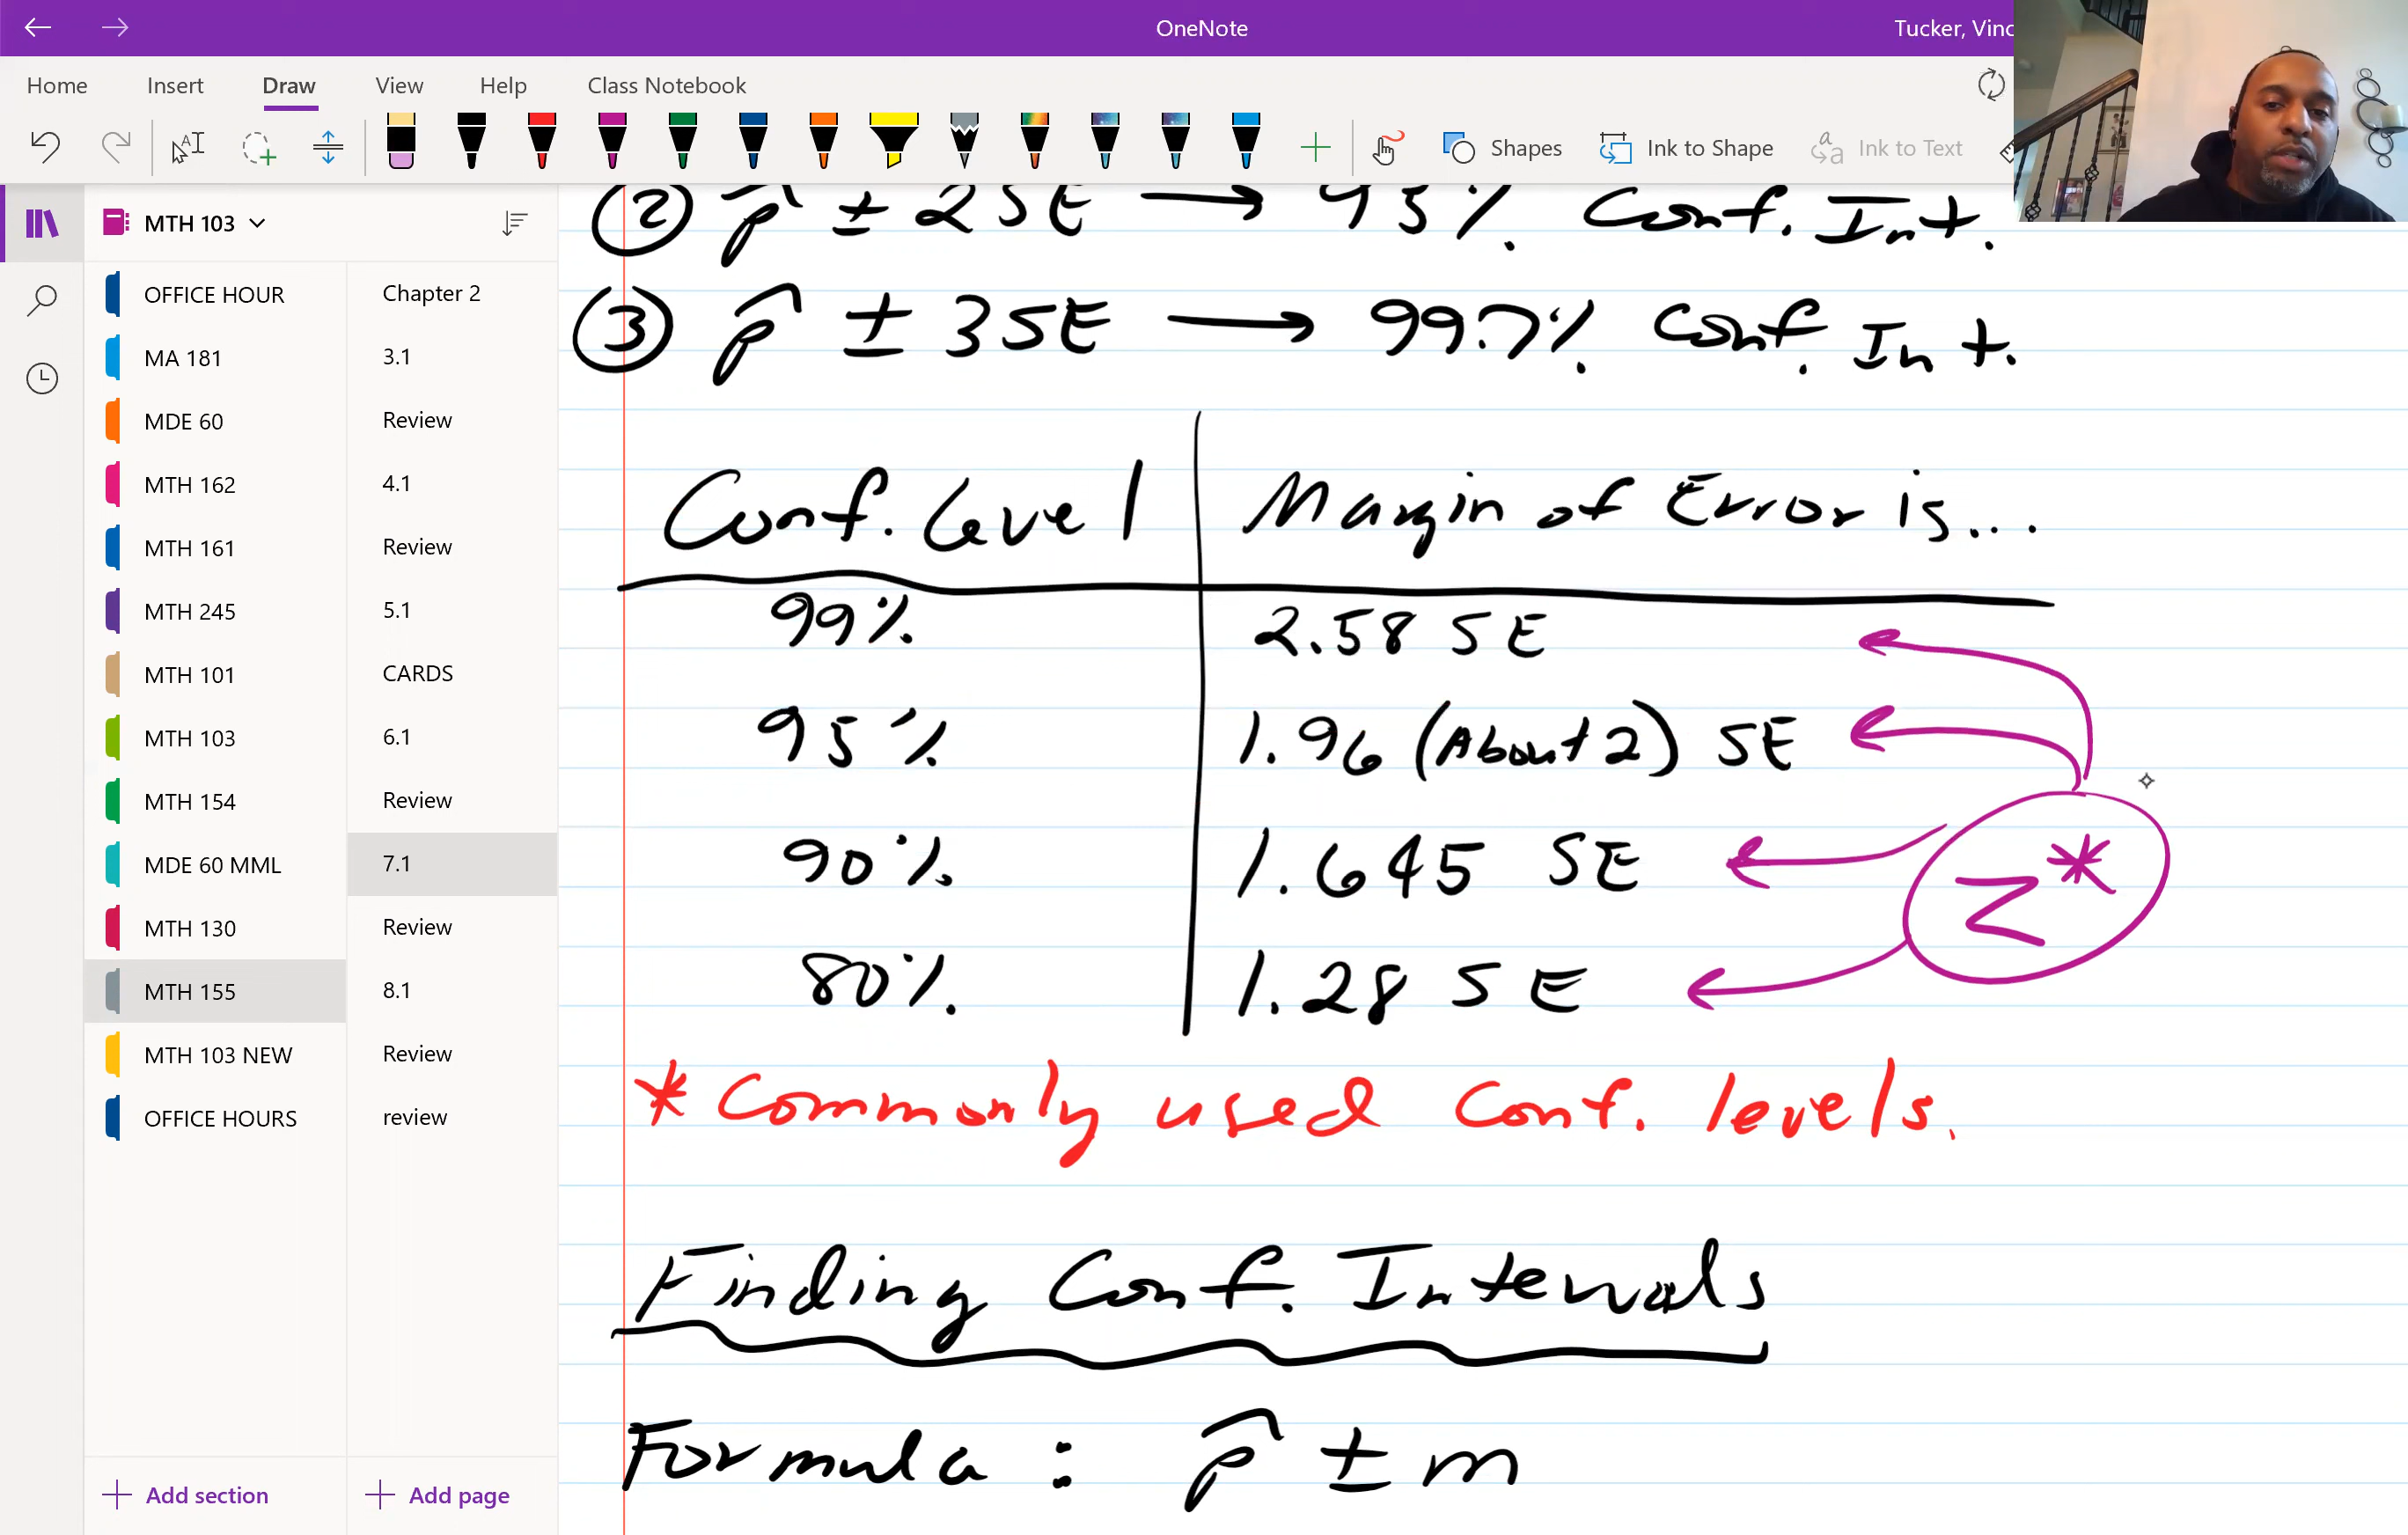 OneNote
Tucker, Vinc
Home Insert Draw View Help Class Notebook
Shapes Ink to Shape Ink to Text
MTH 103
OFFICE HOUR
MA 181
MDE 60
MTH 162
MTH 161
MTH 245
MTH 101
MTH 103
MTH 154
MDE 60 MML
MTH 130
MTH 155
MTH 103 NEW
OFFICE HOURS
Add section
Chapter 2
3.1
Review
4.1
Review
5.1
CARDS
6.1
Review
7.1
Review
8.1
Review
review
Add page
② p̂ ± 2SE → 95% Conf. Int.
③ p̂ ± 3SE → 99.7% Conf. Int.
Conf. Level Margin of Error is...
99% 2.58 SE
95% 1.96 (About 2) SE
90% 1.645 SE
80% 1.28 SE
Z*
* Commonly used Conf. levels.
Finding Conf. Intervals
Formula : p̂ ± m